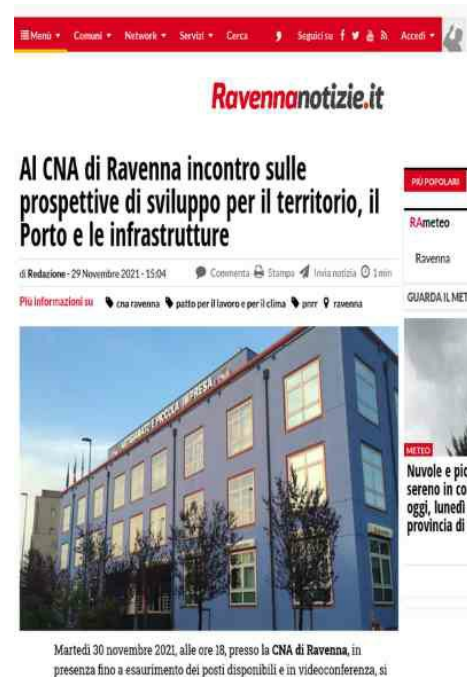 Menù Comuni Network Servizi Cerca Seguici su Accedi
Ravennanotizie.it
Al CNA di Ravenna incontro sulle
prospettive di sviluppo per il territorio, il
Porto e le infrastrutture
di Redazione - 29 Novembre 2021 - 15:04 Commenta Stampa Invia notizia 1 min
Più informazioni su cna ravenna patto per il lavoro e per il clima pnrr ravenna
ARTIGIANATO E PICCOLA IMPRESA
Martedì 30 novembre 2021, alle ore 18, presso la CNA di Ravenna, in
presenza fino a esaurimento dei posti disponibili e in videoconferenza, si
PIÙ POPOLARI
RAmeteo
Ravenna
GUARDA IL MET
METEO
Nuvole e pic
sereno in co
oggi, lunedì
provincia di